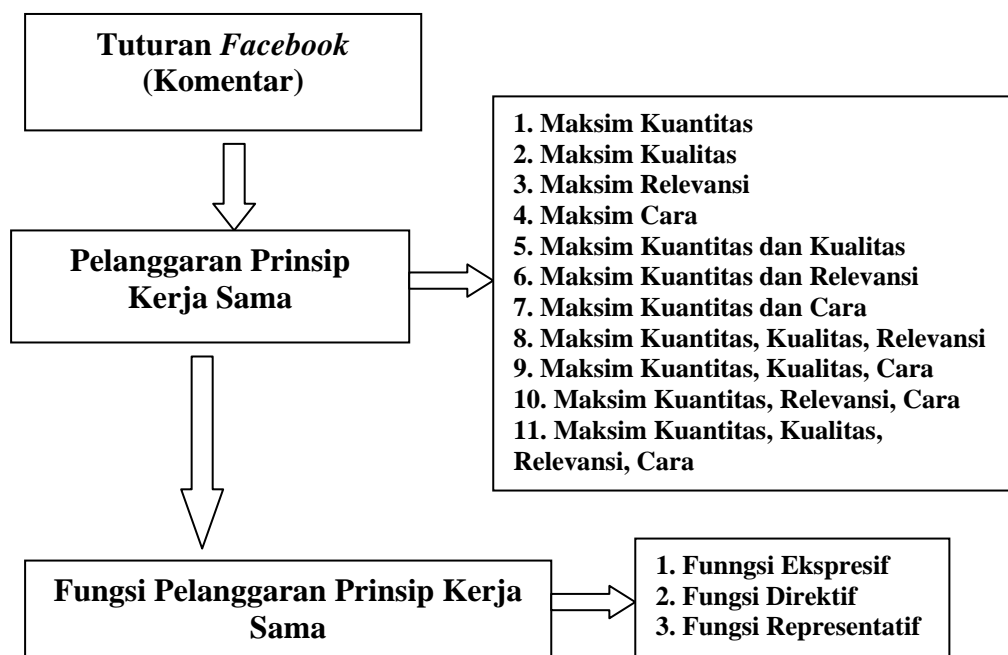 Tuturan Facebook
(Komentar)
1. Maksim Kuantitas
2. Maksim Kualitas
3. Maksim Relevansi
4. Maksim Cara
5. Maksim Kuantitas dan Kualitas
6. Maksim Kuantitas dan Relevansi
7. Maksim Kuantitas dan Cara
8. Maksim Kuantitas, Kualitas, Relevansi
9. Maksim Kuantitas, Kualitas, Cara
10. Maksim Kuantitas, Relevansi, Cara
11. Maksim Kuantitas, Kualitas,
Relevansi, Cara
Pelanggaran Prinsip
Kerja Sama
Fungsi Pelanggaran Prinsip Kerja
Sama
1. Funngsi Ekspresif
2. Fungsi Direktif
3. Fungsi Representatif